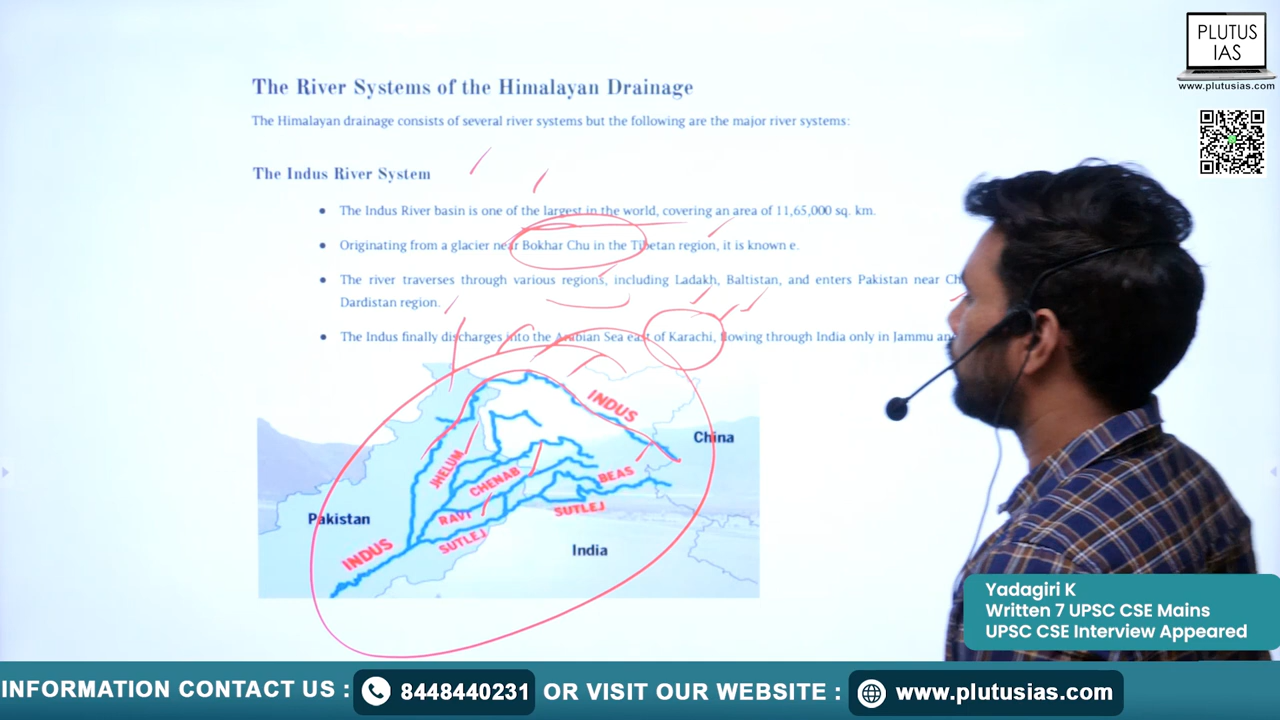 PLUTUS
IAS
www.plutusias.com
The River Systems of the Himalayan Drainage
The Himalayan drainage consists of several river systems but the following are the major river systems:
The Indus River System
• The Indus River basin is one of the largest in the world, covering an area of 11,65,000 sq. km.
• Originating from a glacier near Bokhar Chu in the Tibetan region, it is known e.
• The river traverses through various regions, including Ladakh, Baltistan, and enters Pakistan near Ch
Dardistan region.
• The Indus finally discharges into the Arabian Sea east of Karachi, flowing through India only in Jammu an
INDUS
China
JHELUM
CHENAB
BEAS
RAVI
SUTLEJ
Pakistan
SUTLEJ
INDUS
India
Yadagiri K
Written 7 UPSC CSE Mains
UPSC CSE Interview Appeared
INFORMATION CONTACT US : 8448440231 OR VISIT OUR WEBSITE : www.plutusias.com